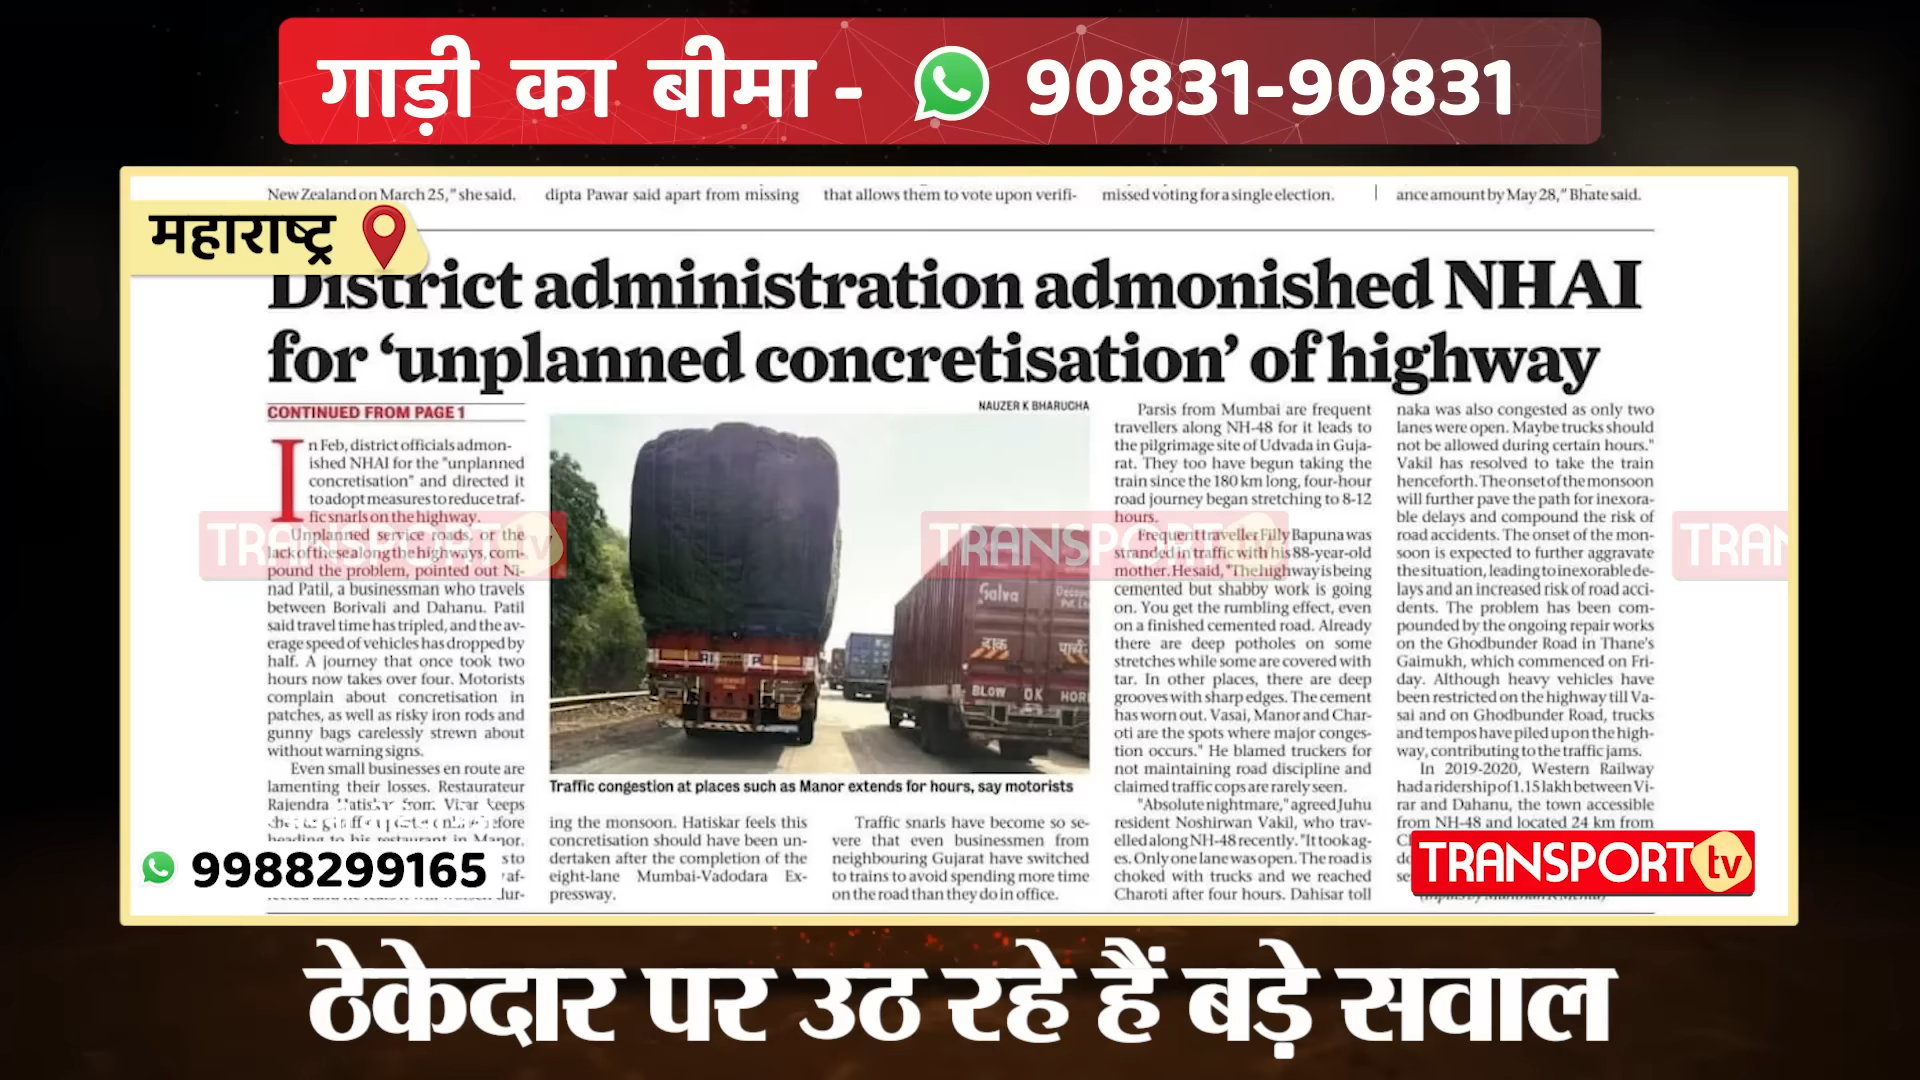 गाड़ी का बीमा - 90831-90831
New Zealand on March 25," she said.
dipta Pawar said apart from missing
that allows them to vote upon verifi-
missed voting for a single election.
ance amount by May 28," Bhate said.
महाराष्ट्र
District administration admonished NHAI
for ‘unplanned concretisation’ of highway
CONTINUED FROM PAGE 1
In Feb, district officials admon-
ished NHAI for the "unplanned
concretisation" and directed it
to adopt measures to reduce traf-
fic snarls on the highway.
Unplanned service roads, or the
lack of these along the highways, com-
pound the problem, pointed out Ni-
nad Patil, a businessman who travels
between Borivali and Dahanu. Patil
said travel time has tripled, and the av-
erage speed of vehicles has dropped by
half. A journey that once took two
hours now takes over four. Motorists
complain about concretisation in
patches, as well as risky iron rods and
gunny bags carelessly strewn about
without warning signs.
Even small businesses en route are
lamenting their losses. Restaurateur
Rajendra Hatiskar from Virar keeps
before
heading to his restaurant in Manor.
s to
af-
dur-
9988299165
NAUZER K BHARUCHA
Salva
BLOW OK HOR
Traffic congestion at places such as Manor extends for hours, say motorists
ing the monsoon. Hatiskar feels this
concretisation should have been un-
dertaken after the completion of the
eight-lane Mumbai-Vadodara Ex-
pressway.
Traffic snarls have become so se-
vere that even businessmen from
neighbouring Gujarat have switched
to trains to avoid spending more time
on the road than they do in office.
Parsis from Mumbai are frequent
travellers along NH-48 for it leads to
the pilgrimage site of Udvada in Guja-
rat. They too have begun taking the
train since the 180 km long, four-hour
road journey began stretching to 8-12
hours.
Frequent traveller Filly Bapuna was
stranded in traffic with his 88-year-old
mother. He said, "The highway is being
cemented but shabby work is going
on. You get the rumbling effect, even
on a finished cemented road. Already
there are deep potholes on some
stretches while some are covered with
tar. In other places, there are deep
grooves with sharp edges. The cement
has worn out. Vasai, Manor and Char-
oti are the spots where major conges-
tion occurs." He blamed truckers for
not maintaining road discipline and
claimed traffic cops are rarely seen.
"Absolute nightmare," agreed Juhu
resident Noshirwan Vakil, who trav-
elled along NH-48 recently. "It took ag-
es. Only one lane was open. The road is
choked with trucks and we reached
Charoti after four hours. Dahisar toll
naka was also congested as only two
lanes were open. Maybe trucks should
not be allowed during certain hours."
Vakil has resolved to take the train
henceforth. The onset of the monsoon
will further pave the path for inexora-
ble delays and compound the risk of
road accidents. The onset of the mon-
soon is expected to further aggravate
the situation, leading to inexorable de-
lays and an increased risk of road acci-
dents. The problem has been com-
pounded by the ongoing repair works
on the Ghodbunder Road in Thane's
Gaimukh, which commenced on Fri-
day. Although heavy vehicles have
been restricted on the highway till Va-
sai and on Ghodbunder Road, trucks
and tempos have piled up on the high-
way, contributing to the traffic jams.
In 2019-2020, Western Railway
had a ridership of 1.15 lakh between Vi-
rar and Dahanu, the town accessible
from NH-48 and located 24 km from
TRANSPORT tv
TRANSPORT tv
TRANSPORT tv
TRAN
ठेकेदार पर उठ रहे हैं बड़े सवाल